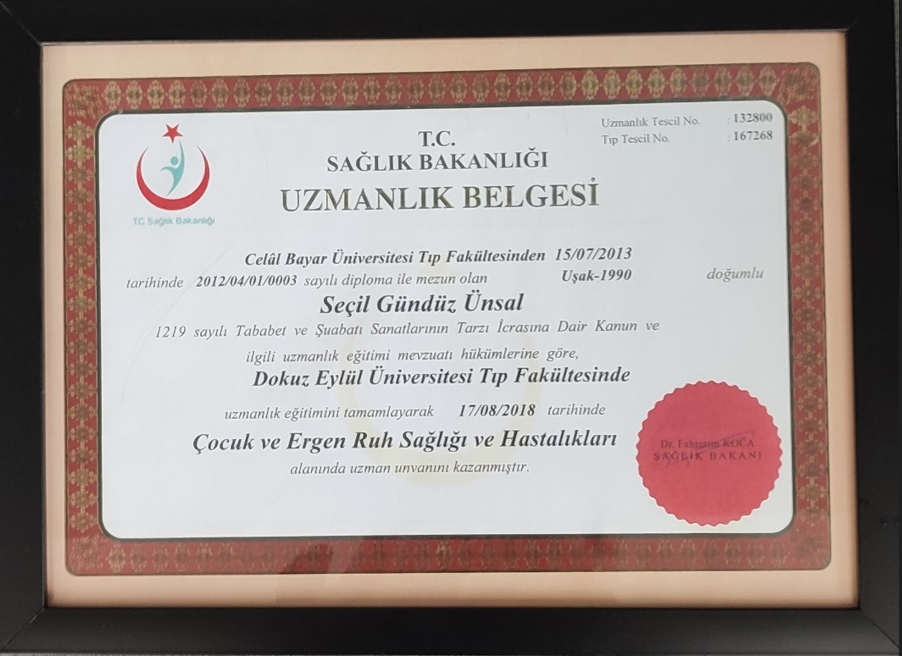 Uzmanlık Tescil No. : 132800
Tıp Tescil No. : 167268
T.C.
SAĞLIK BAKANLIĞI
UZMANLIK BELGESİ
TC Sağlık Bakanlığı
Celâl Bayar Üniversitesi Tıp Fakültesinden 15/07/2013
tarihinde 2012/04/01/0003 sayılı diploma ile mezun olan Uşak-1990 doğumlu
Seçil Gündüz Ünsal
1219 sayılı Tababet ve Şuabatı Sanatlarının Tarzı İcrasına Dair Kanun ve
ilgili uzmanlık eğitimi mevzuatı hükümlerine göre,
Dokuz Eylül Üniversitesi Tıp Fakültesinde
uzmanlık eğitimini tamamlayarak 17/08/2018 tarihinde
Çocuk ve Ergen Ruh Sağlığı ve Hastalıkları
alanında uzman unvanını kazanmıştır.
Dr. Fahrettin KOCA
SAĞLIK BAKANI